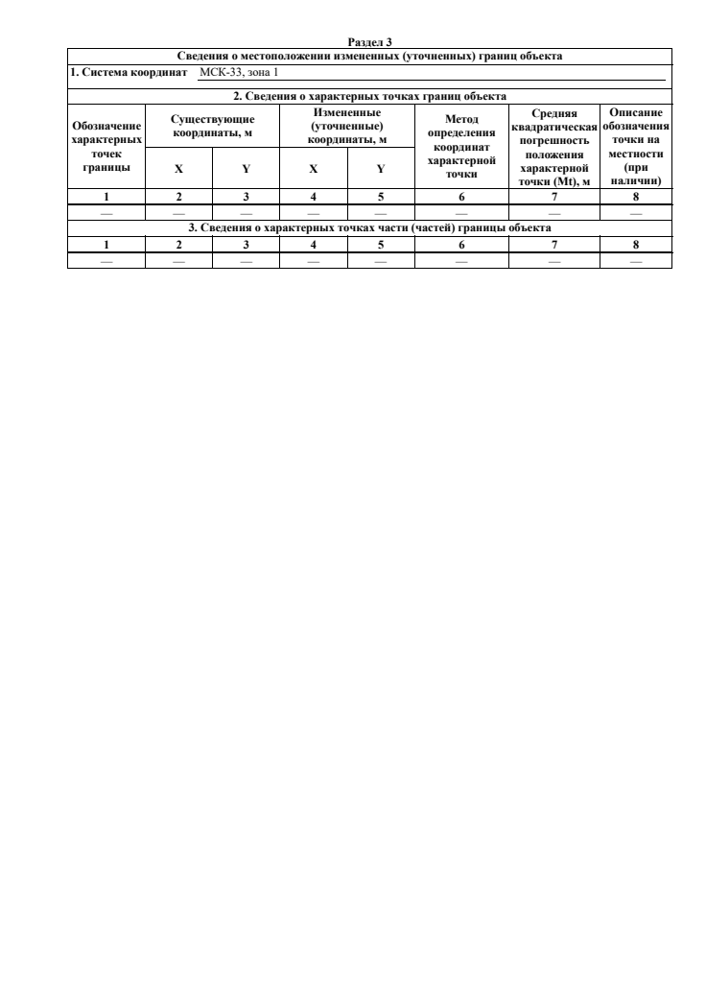 Раздел 3
Сведения о местоположении измененных (уточненных) границ объекта
1. Система координат МСК-33, зона 1
2. Сведения о характерных точках границ объекта
Обозначение
характерных
точек
границы
Существующие
координаты, м
Измененные
(уточненные)
координаты, м
Метод
определения
координат
характерной
точки
Средняя
квадратическая
погрешность
положения
характерной
точки (Mt), м
Описание
обозначения
точки на
местности
(при
наличии)
X Y X Y
1 2 3 4 5 6 7 8
— — — — — — — —
3. Сведения о характерных точках части (частей) границы объекта
1 2 3 4 5 6 7 8
— — — — — — — —